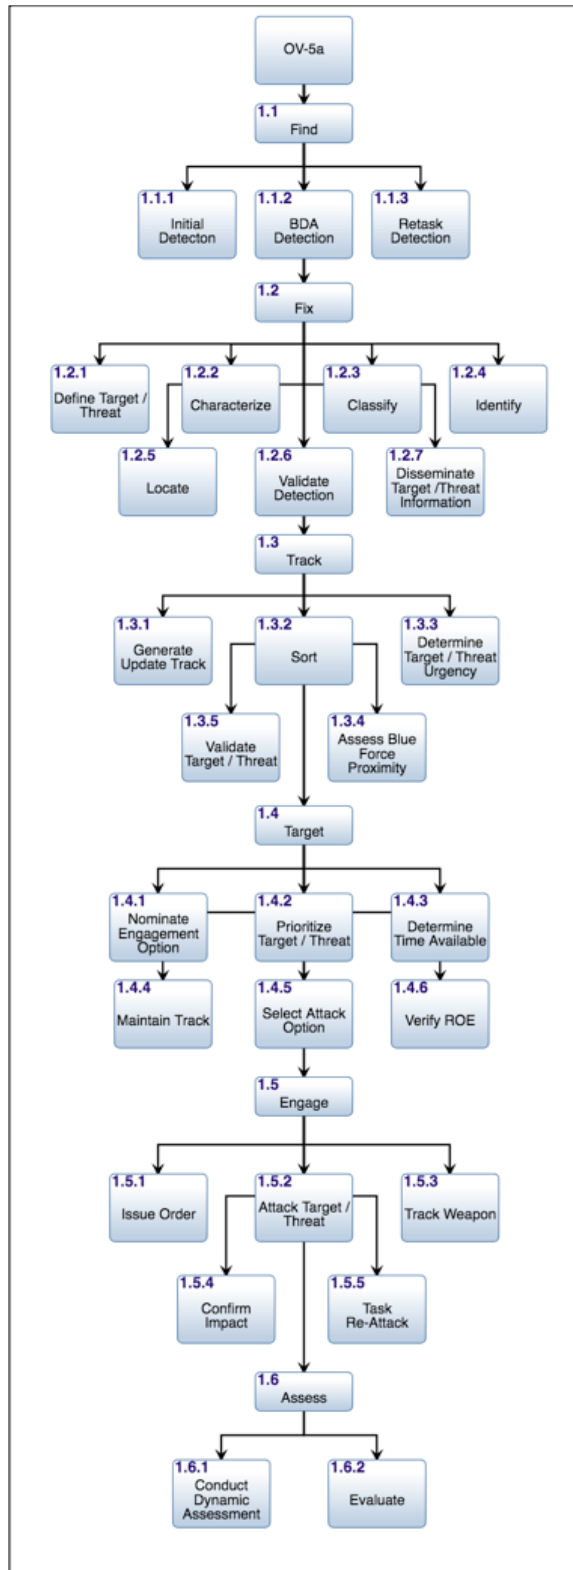 OV-5a
1.1
Find
1.1.1
Initial
Detecton
1.1.2
BDA
Detection
1.1.3
Retask
Detection
1.2
Fix
1.2.1
Define Target /
Threat
1.2.2
Characterize
1.2.3
Classify
1.2.4
Identify
1.2.5
Locate
1.2.6
Validate
Detection
1.2.7
Disseminate
Target /Threat
Information
1.3
Track
1.3.1
Generate
Update Track
1.3.2
Sort
1.3.3
Determine
Target / Threat
Urgency
1.3.5
Validate
Target / Threat
1.3.4
Assess Blue
Force
Proximity
1.4
Target
1.4.1
Nominate
Engagement
Option
1.4.2
Prioritize
Target / Threat
1.4.3
Determine
Time Available
1.4.4
Maintain Track
1.4.5
Select Attack
Option
1.4.6
Verify ROE
1.5
Engage
1.5.1
Issue Order
1.5.2
Attack Target /
Threat
1.5.3
Track Weapon
1.5.4
Confirm
Impact
1.5.5
Task
Re-Attack
1.6
Assess
1.6.1
Conduct
Dynamic
Assessment
1.6.2
Evaluate